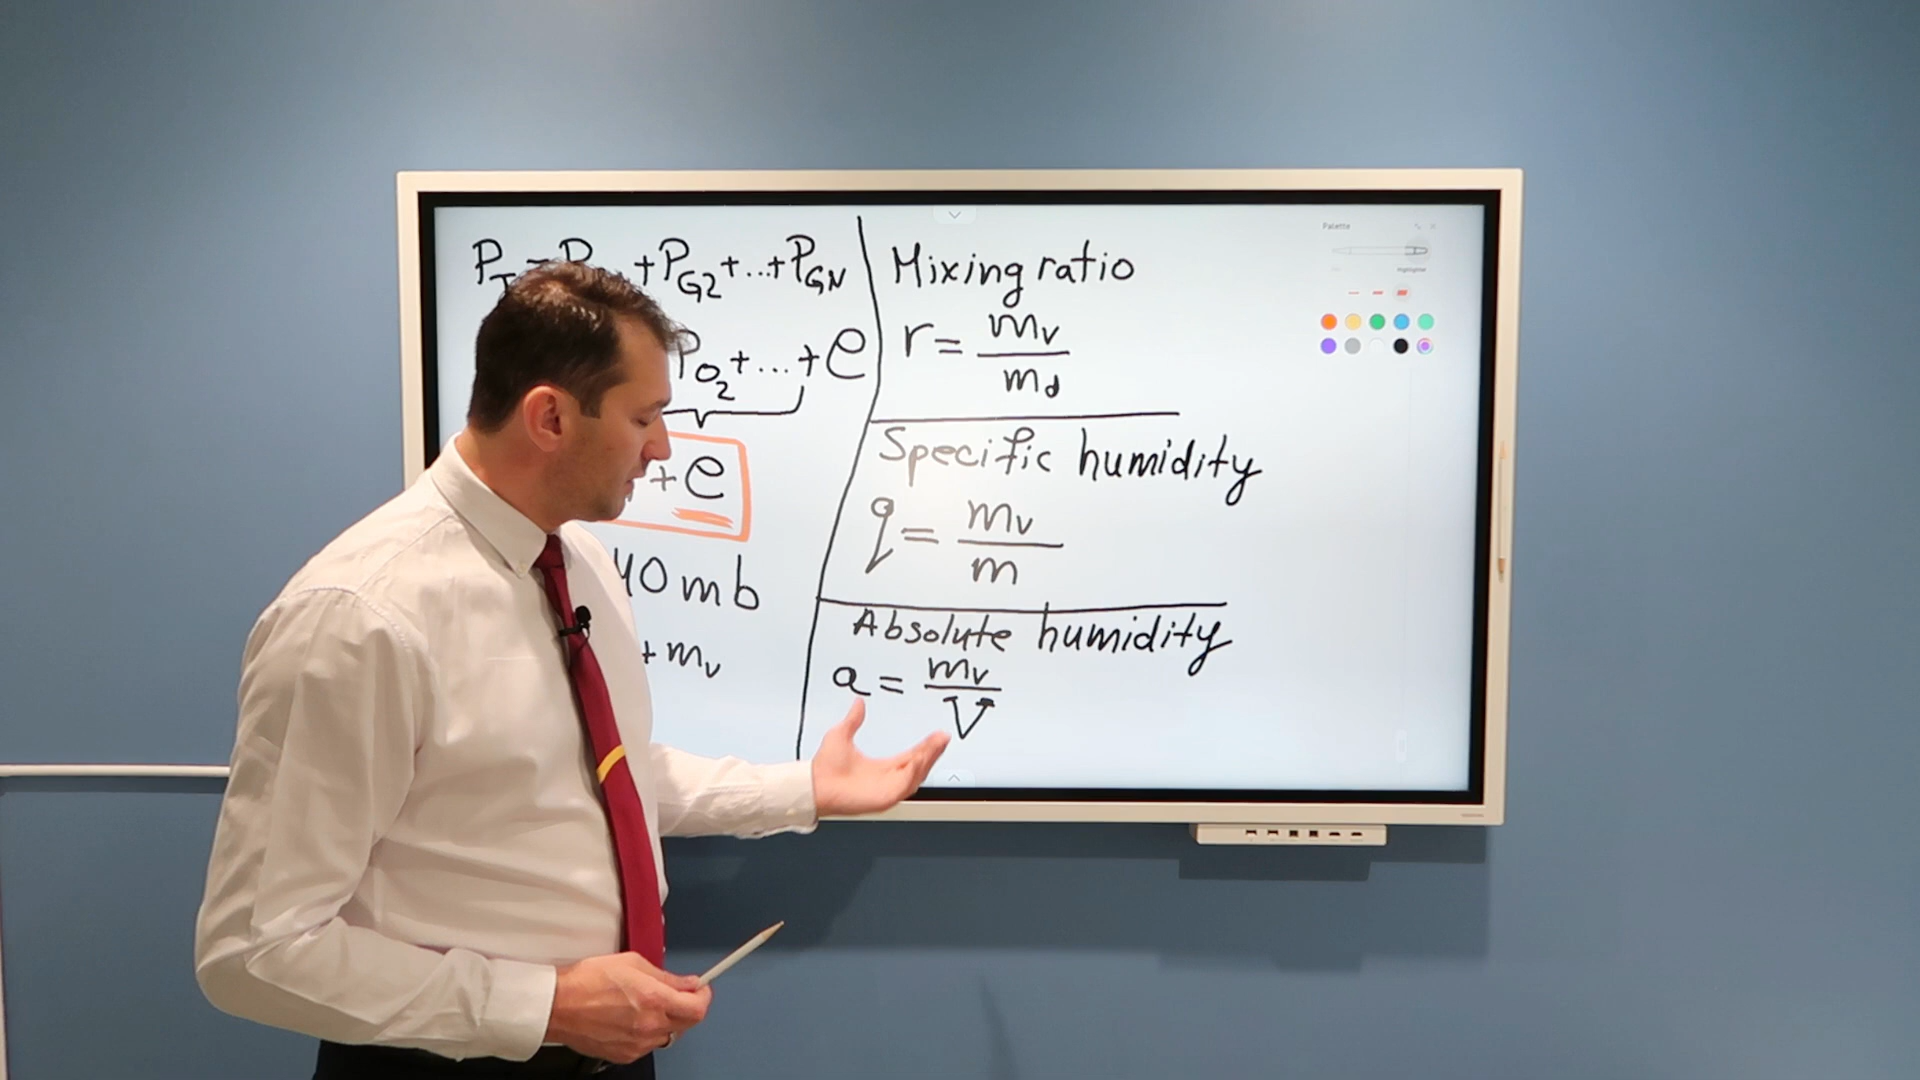 P_T = P + P_G2 + ... + P_GN
P_O2 + ... + e
+ e
40 mb
+ m_v
Mixing ratio
r = m_v / m_d
Specific humidity
q = m_v / m
Absolute humidity
a = m_v / V
Palette
Highlighter